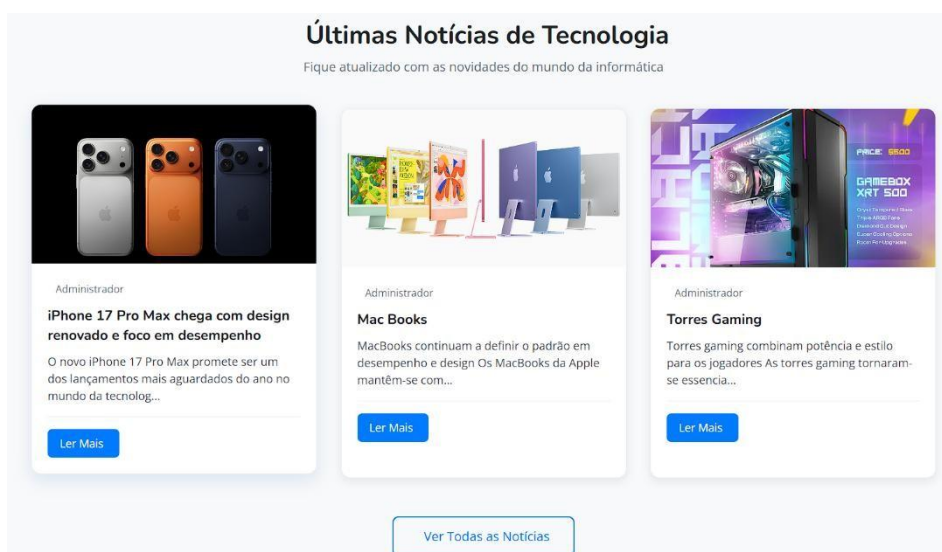 Últimas Notícias de Tecnologia
Fique atualizado com as novidades do mundo da informática
PRICE: 5500
GAMEBOX
XRT 500
Administrador
iPhone 17 Pro Max chega com design
renovado e foco em desempenho
O novo iPhone 17 Pro Max promete ser um
dos lançamentos mais aguardados do ano no
mundo da tecnolog...
Ler Mais
Administrador
Mac Books
MacBooks continuam a definir o padrão em
desempenho e design Os MacBooks da Apple
mantêm-se com...
Ler Mais
Administrador
Torres Gaming
Torres gaming combinam potência e estilo
para os jogadores As torres gaming tornaram-
se essencia...
Ler Mais
Ver Todas as Notícias